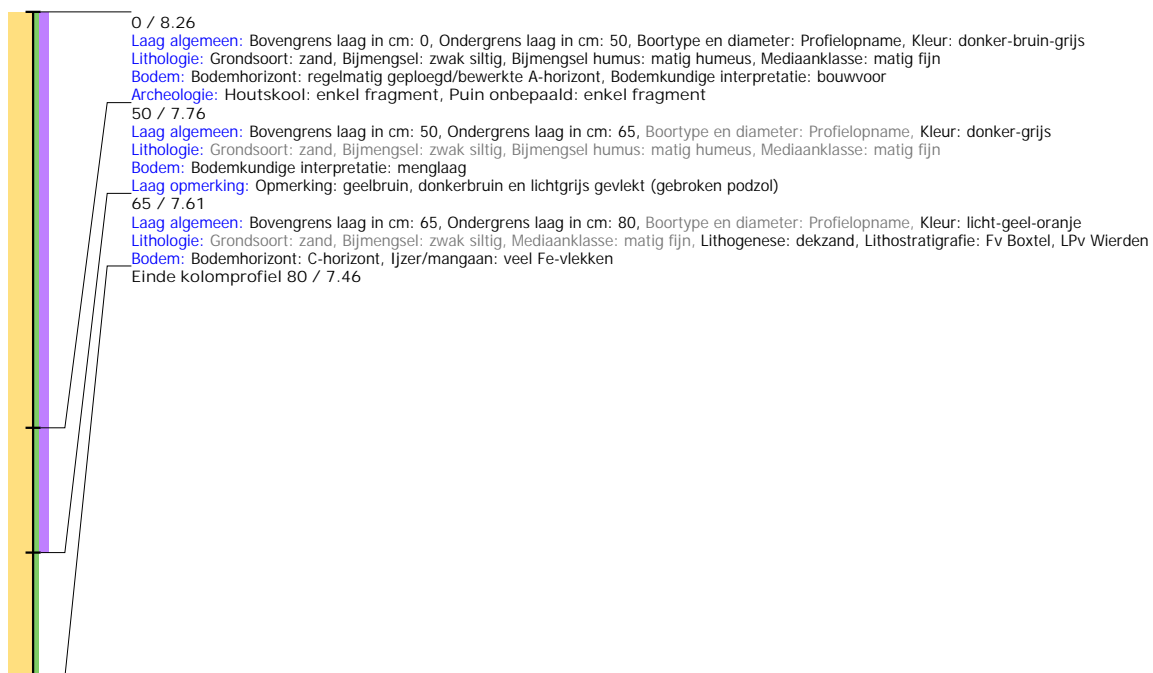 0 / 8.26
Laag algemeen: Bovengrens laag in cm: 0, Ondergrens laag in cm: 50, Boortype en diameter: Profielopname, Kleur: donker-bruin-grijs
Lithologie: Grondsoort: zand, Bijmengsel: zwak siltig, Bijmengsel humus: matig humeus, Mediaanklasse: matig fijn
Bodem: Bodemhorizont: regelmatig geploegd/bewerkte A-horizont, Bodemkundige interpretatie: bouwvoor
Archeologie: Houtskool: enkel fragment, Puin onbepaald: enkel fragment
50 / 7.76
Laag algemeen: Bovengrens laag in cm: 50, Ondergrens laag in cm: 65, Boortype en diameter: Profielopname, Kleur: donker-grijs
Lithologie: Grondsoort: zand, Bijmengsel: zwak siltig, Bijmengsel humus: matig humeus, Mediaanklasse: matig fijn
Bodem: Bodemkundige interpretatie: menglaag
Laag opmerking: Opmerking: geelbruin, donkerbruin en lichtgrijs gevlekt (gebroken podzol)
65 / 7.61
Laag algemeen: Bovengrens laag in cm: 65, Ondergrens laag in cm: 80, Boortype en diameter: Profielopname, Kleur: licht-geel-oranje
Lithologie: Grondsoort: zand, Bijmengsel: zwak siltig, Mediaanklasse: matig fijn, Lithogenese: dekzand, Lithostratigrafie: Fv Boxtel, LPv Wierden
Bodem: Bodemhorizont: C-horizont, Ijzer/mangaan: veel Fe-vlekken
Einde kolomprofiel 80 / 7.46